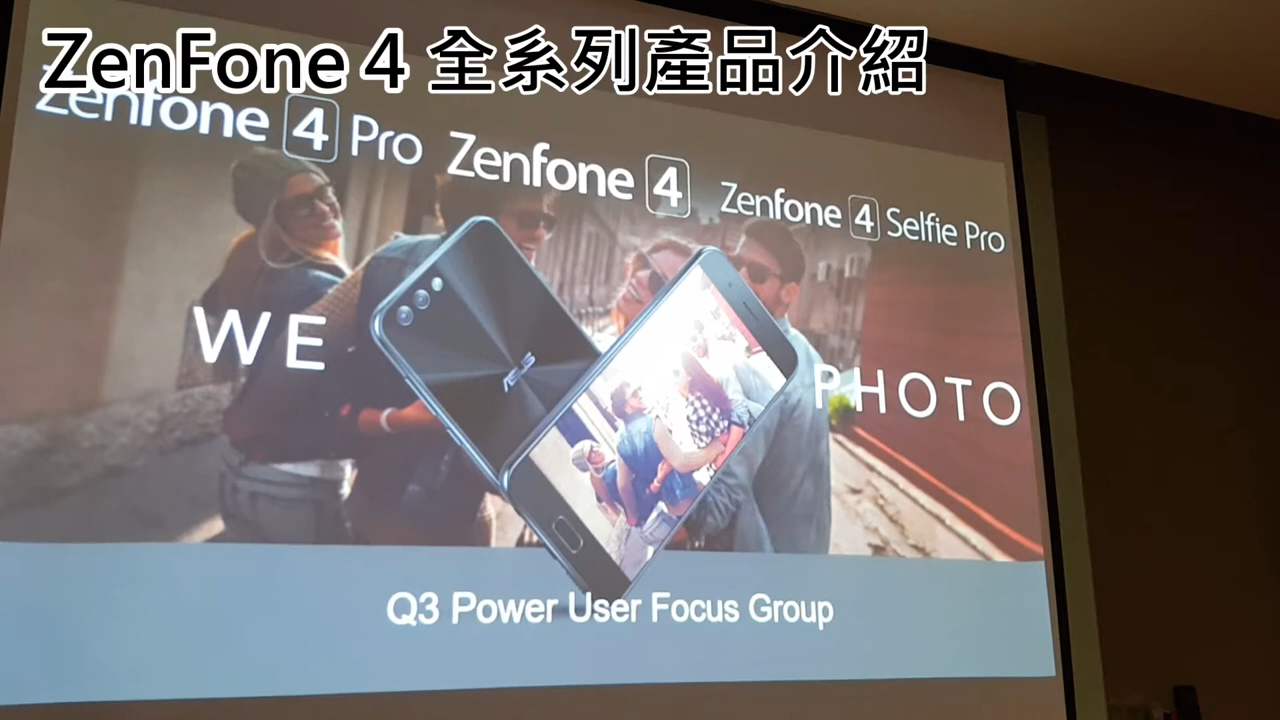 ZenFone 4 全系列產品介紹
Zenfone 4 Pro
Zenfone 4
Zenfone 4 Selfie Pro
WE
PHOTO
ASUS
Q3 Power User Focus Group